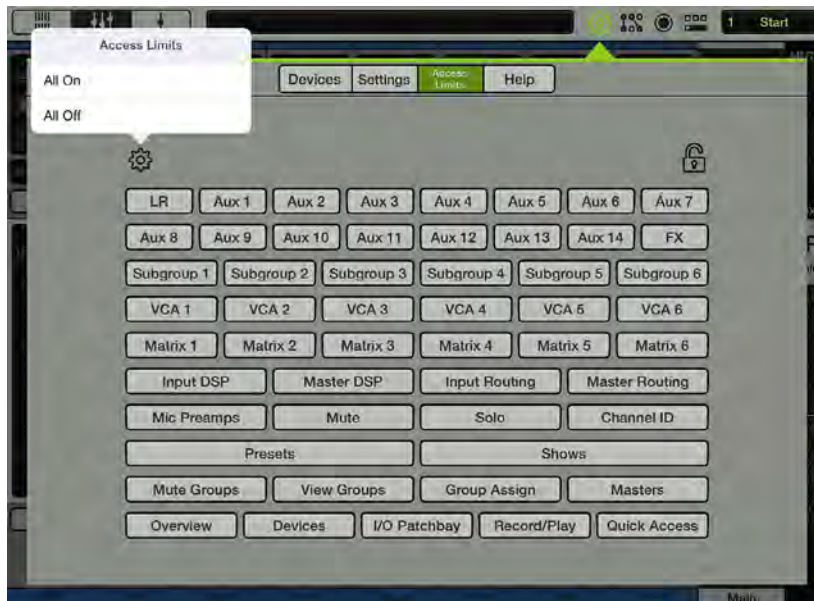 1 Start
Access Limits
All On
All Off
Devices Settings Access Limits Help
LR Aux 1 Aux 2 Aux 3 Aux 4 Aux 5 Aux 6 Aux 7
Aux 8 Aux 9 Aux 10 Aux 11 Aux 12 Aux 13 Aux 14 FX
Subgroup 1 Subgroup 2 Subgroup 3 Subgroup 4 Subgroup 5 Subgroup 6
VCA 1 VCA 2 VCA 3 VCA 4 VCA 5 VCA 6
Matrix 1 Matrix 2 Matrix 3 Matrix 4 Matrix 5 Matrix 6
Input DSP Master DSP Input Routing Master Routing
Mic Preamps Mute Solo Channel ID
Presets Shows
Mute Groups View Groups Group Assign Masters
Overview Devices I/O Patchbay Record/Play Quick Access